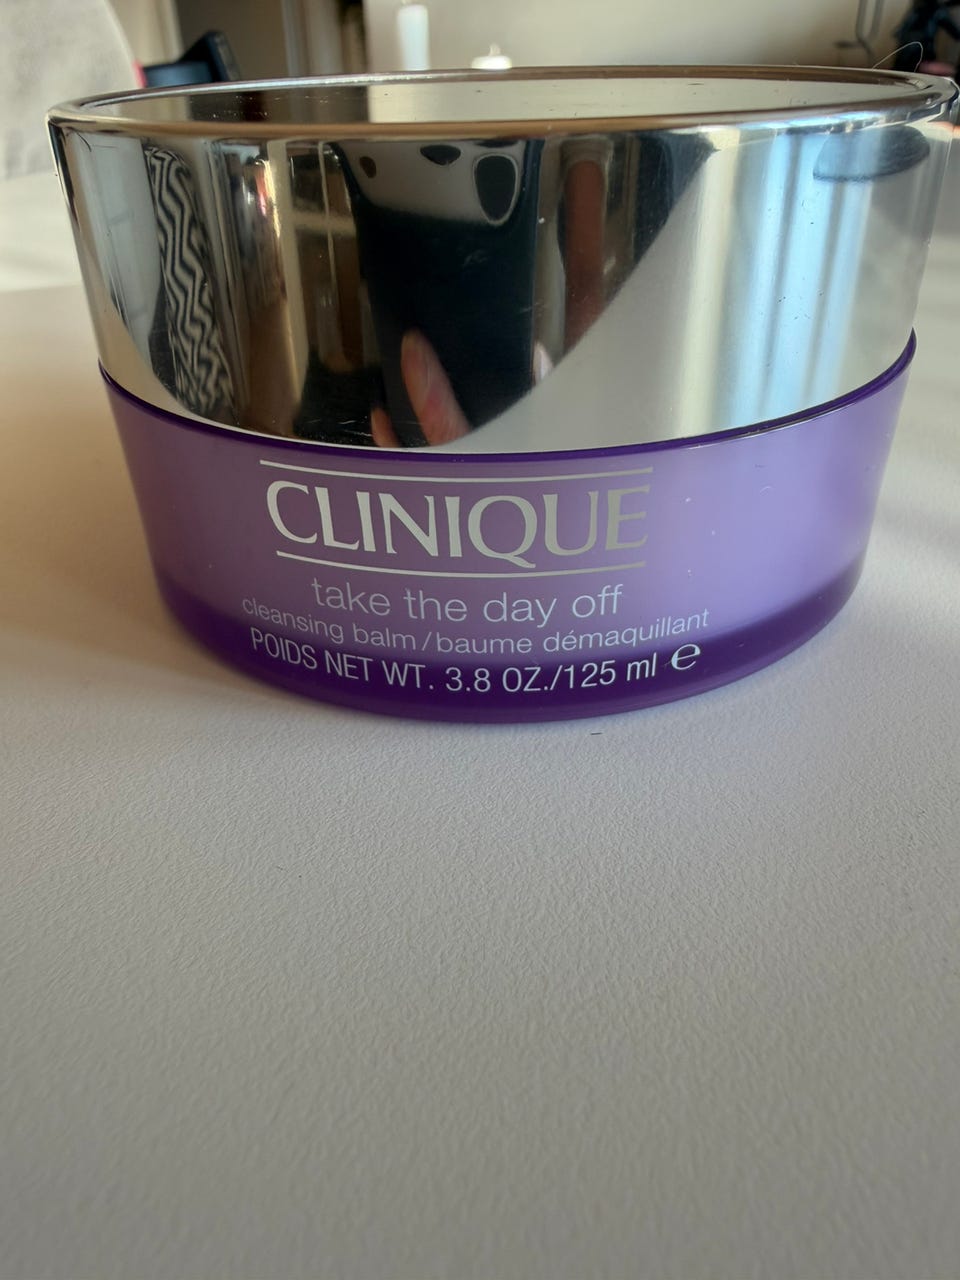 CLINIQUE
take the day off
cleansing balm/baume démaquillant
POIDS NET WT. 3.8 OZ./125 ml ℮